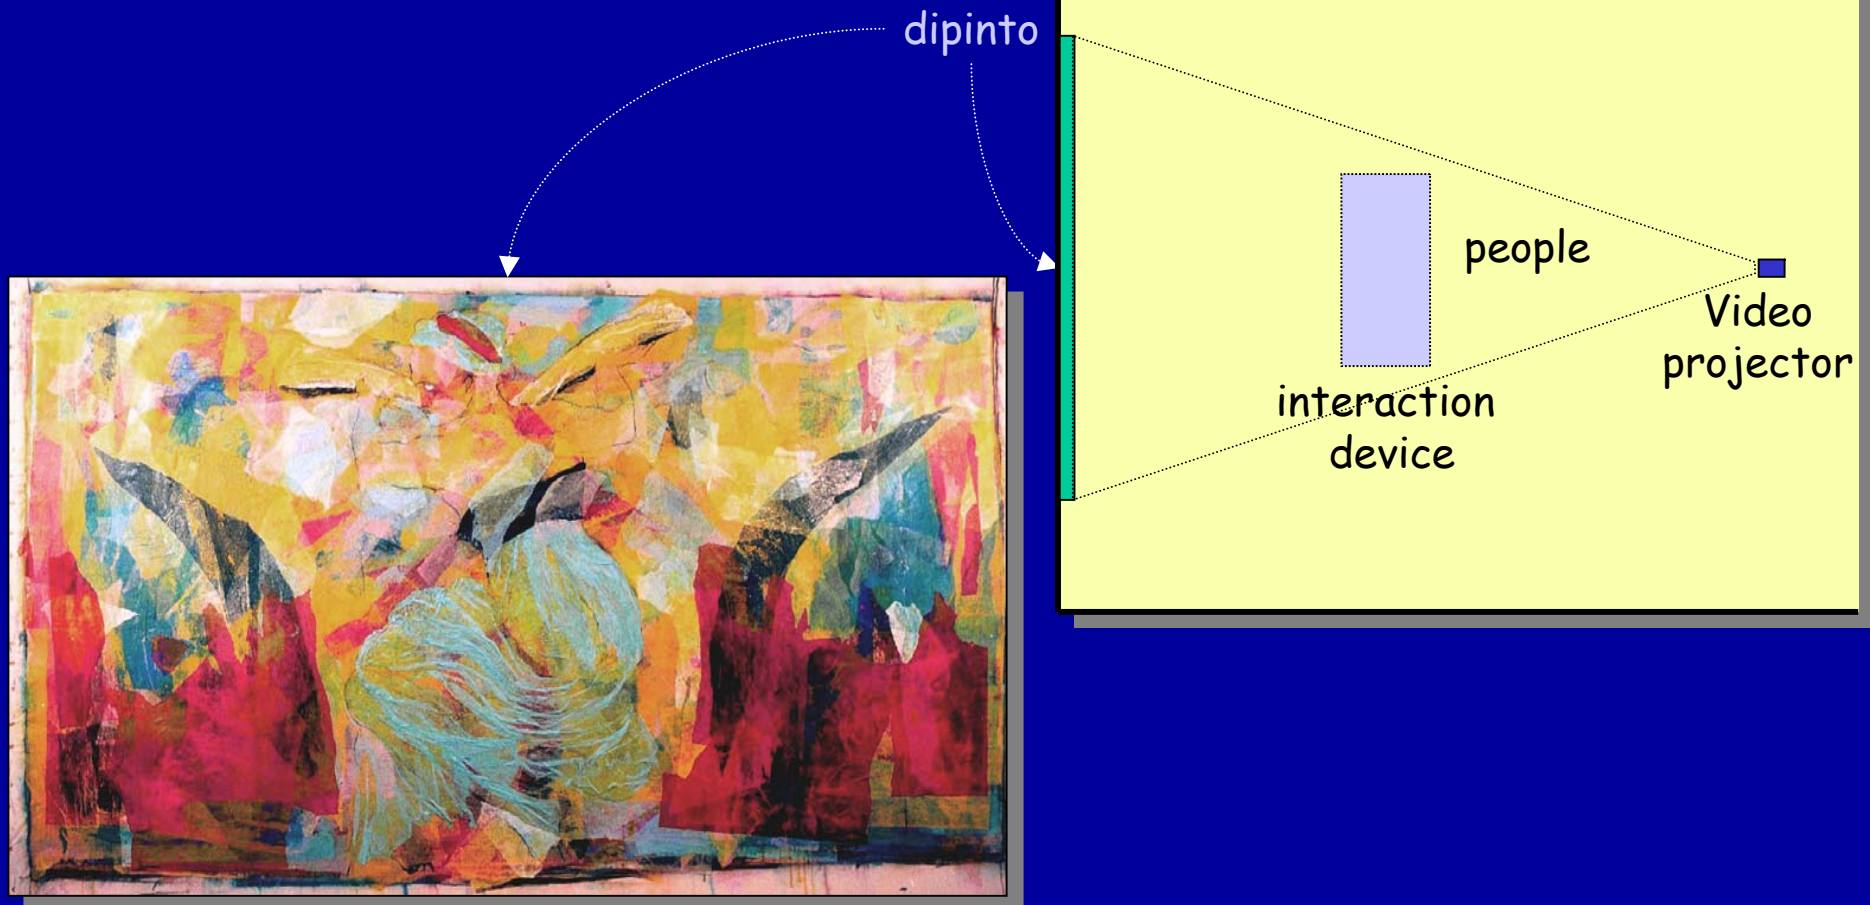 dipinto
people
Video
projector
interaction
device